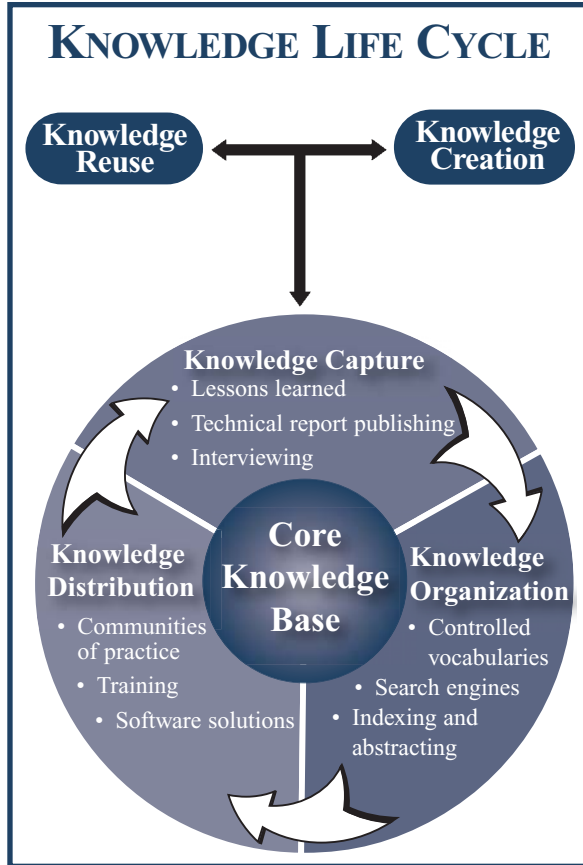 KNOWLEDGE LIFE CYCLE
Knowledge
Reuse
Knowledge
Creation
Knowledge Capture
• Lessons learned
• Technical report publishing
• Interviewing
Core
Knowledge
Base
Knowledge
Distribution
• Communities
of practice
• Training
• Software solutions
Knowledge
Organization
• Controlled
vocabularies
• Search engines
• Indexing and
abstracting